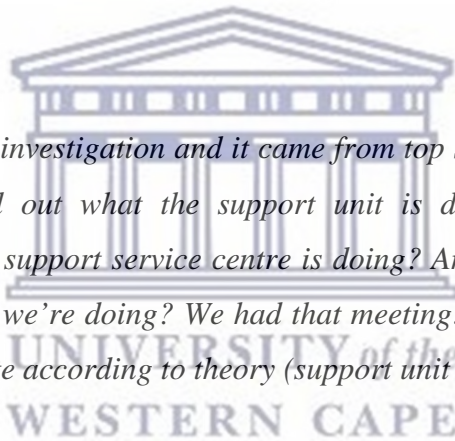 investigation and it came from top
out what the support unit is d
support service centre is doing? Ar
we're doing? We had that meeting.
e according to theory (support unit
UNIVERSITY of the
WESTERN CAPE